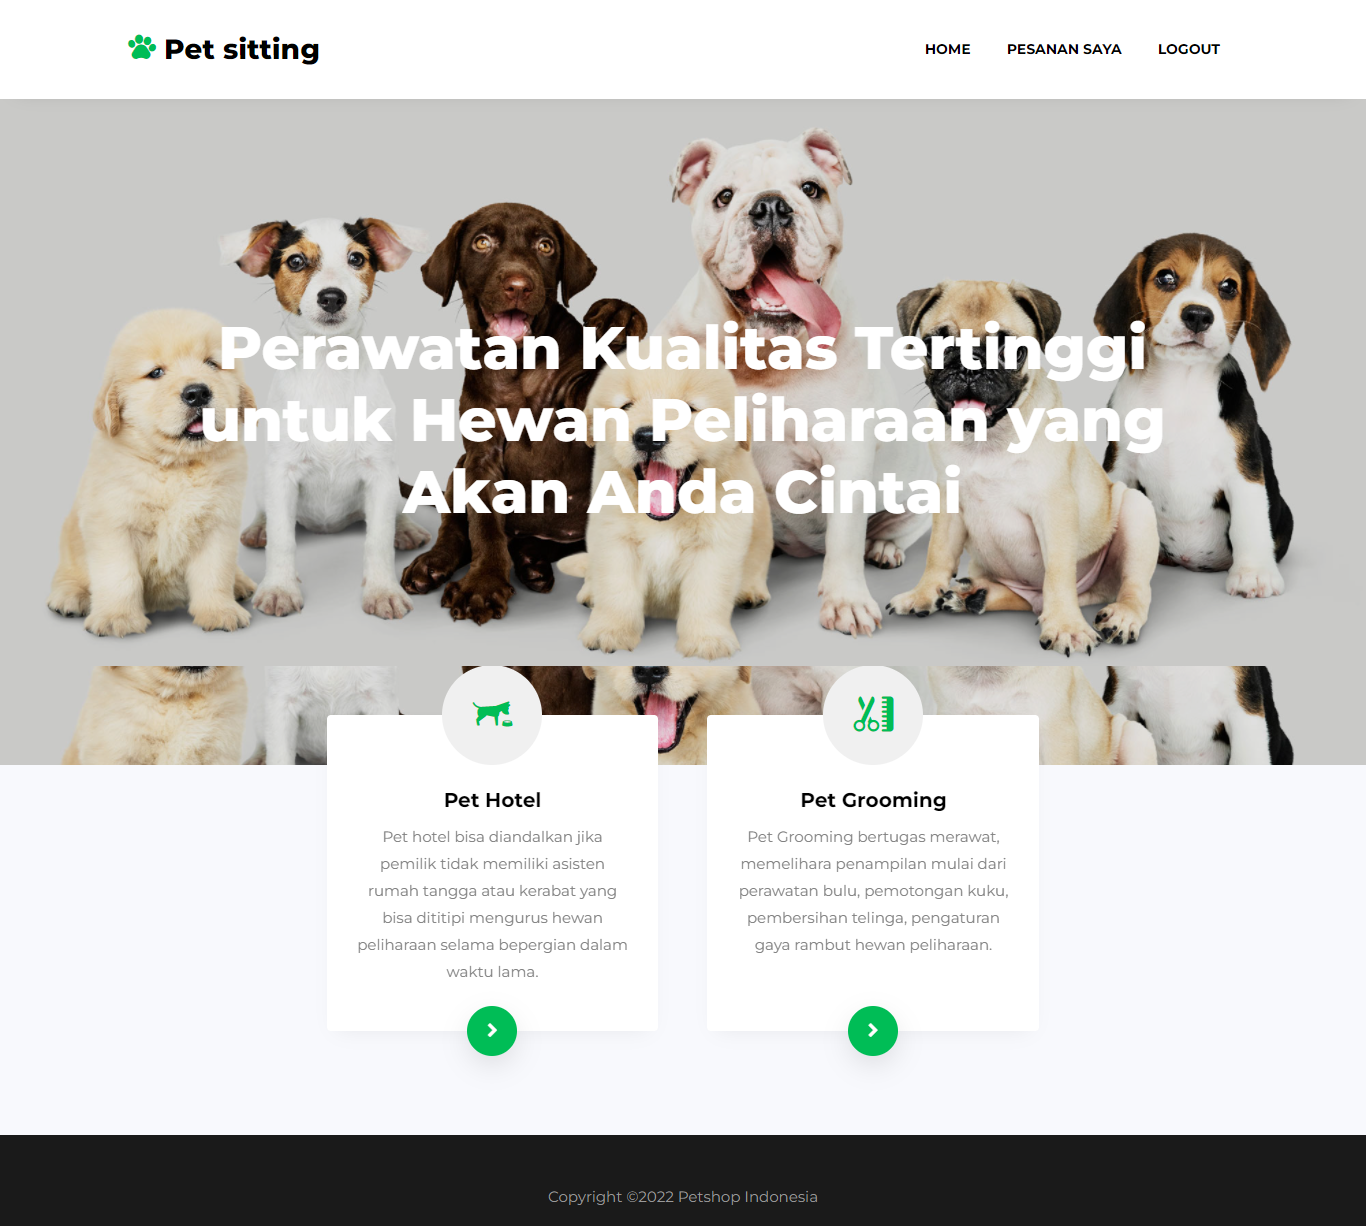 Pet sitting
HOME
PESANAN SAYA
LOGOUT
Perawatan Kualitas Tertinggi
untuk Hewan Peliharaan yang
Akan Anda Cintai
Pet Hotel
Pet hotel bisa diandalkan jika
pemilik tidak memiliki asisten
rumah tangga atau kerabat yang
bisa dititipi mengurus hewan
peliharaan selama bepergian dalam
waktu lama.
Pet Grooming
Pet Grooming bertugas merawat,
memelihara penampilan mulai dari
perawatan bulu, pemotongan kuku,
pembersihan telinga, pengaturan
gaya rambut hewan peliharaan.
Copyright ©2022 Petshop Indonesia